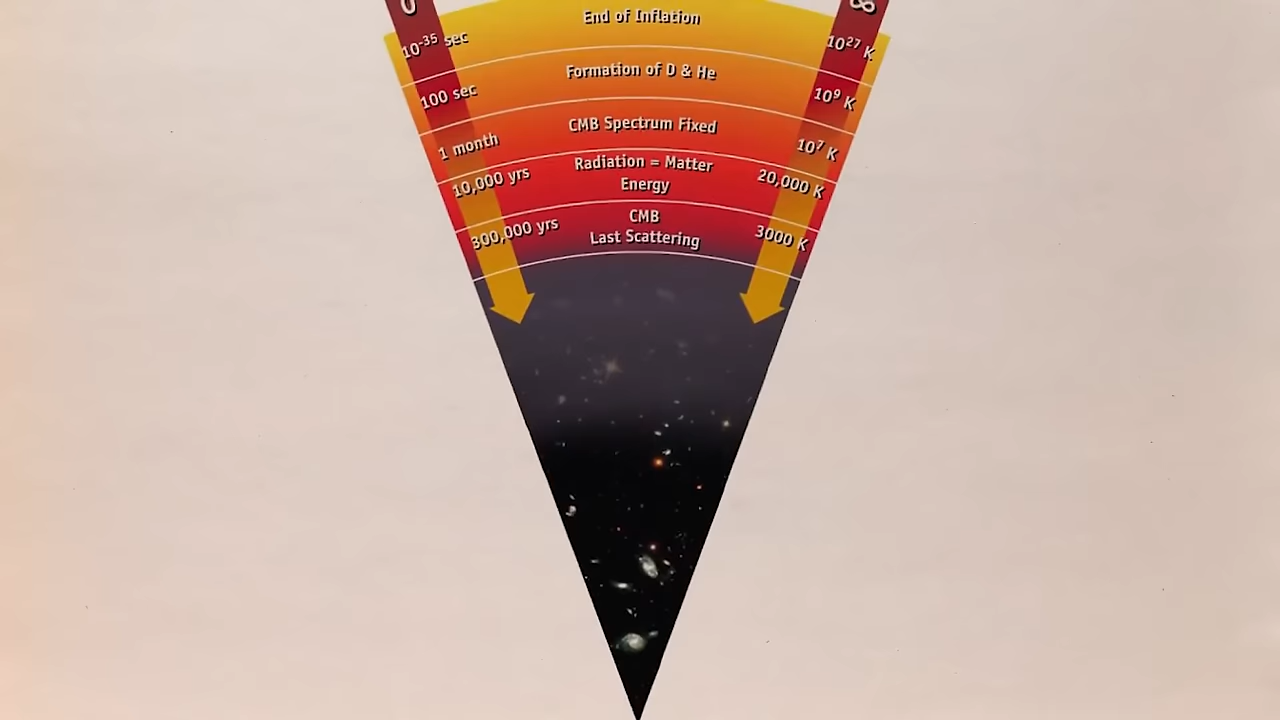 0 ∞
End of Inflation
10⁻³⁵ sec 10²⁷ K
Formation of D & He
100 sec 10⁹ K
CMB Spectrum Fixed
1 month 10⁷ K
Radiation = Matter
Energy
10,000 yrs 20,000 K
CMB
Last Scattering
300,000 yrs 3000 K